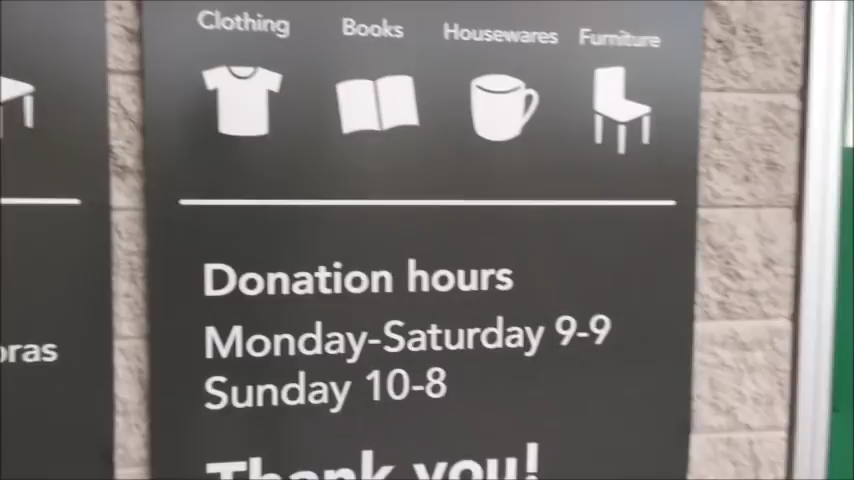 Clothing Books Housewares Furniture
Donation hours
Monday-Saturday 9-9
Sunday 10-8
Thank you!